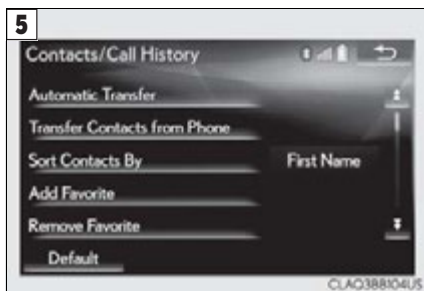 5
Contacts/Call History
Automatic Transfer
Transfer Contacts from Phone
Sort Contacts By First Name
Add Favorite
Remove Favorite
Default
CLAO388104US